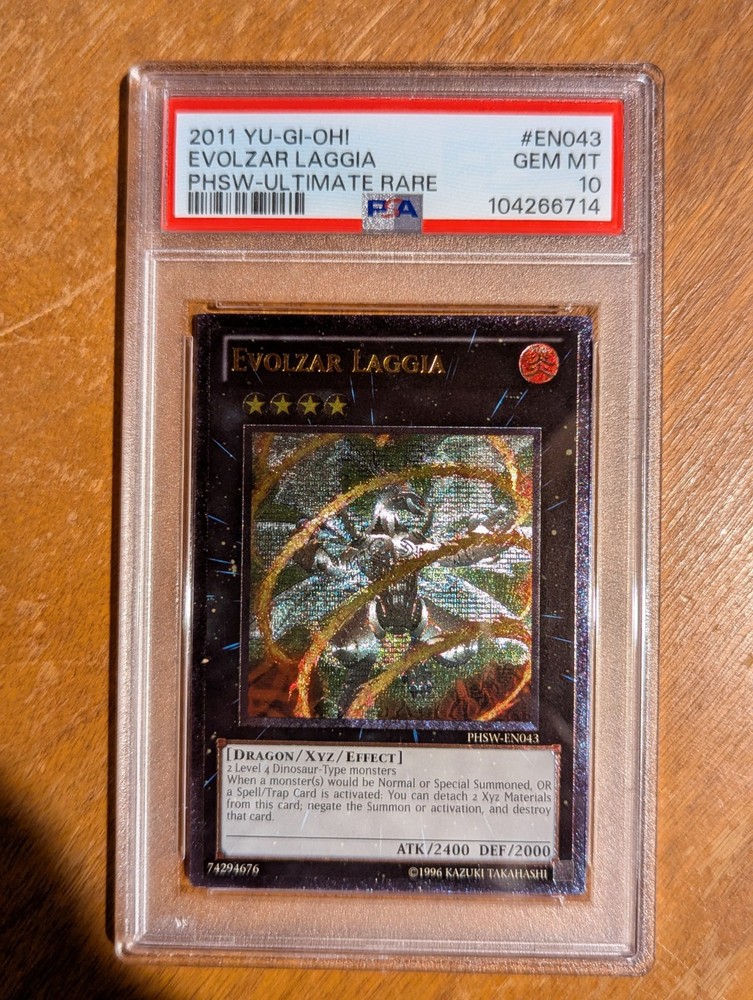 2011 YU-GI-OH! #EN043
EVOLZAR LAGGIA GEM MT
PHSW-ULTIMATE RARE 10
PSA 104266714
EVOLZAR LAGGIA
炎
PHSW-EN043
[DRAGON/XYZ/EFFECT]
2 Level 4 Dinosaur-Type monsters
When a monster(s) would be Normal or Special Summoned, OR
a Spell/Trap Card is activated: You can detach 2 Xyz Materials
from this card; negate the Summon or activation, and destroy
that card.
ATK/2400 DEF/2000
74294676 ©1996 KAZUKI TAKAHASHI